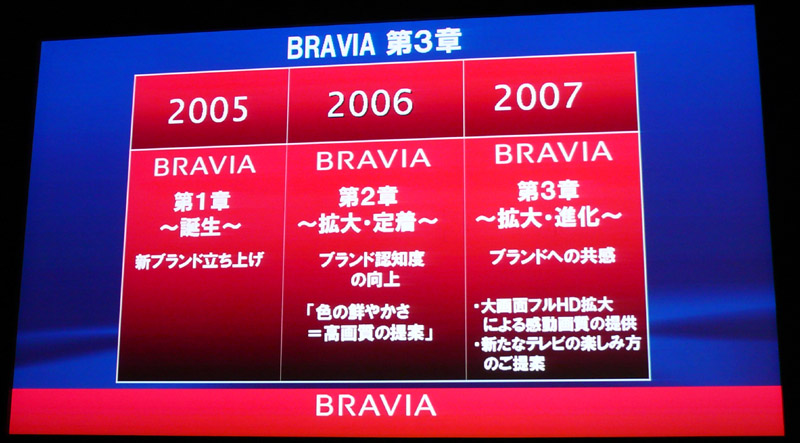 BRAVIA 第3章
2005
2006
2007
BRAVIA
第1章
～誕生～
新ブランド立ち上げ
BRAVIA
第2章
～拡大・定着～
ブランド認知度
の向上
「色の鮮やかさ
＝高画質の提案」
BRAVIA
第3章
～拡大・進化～
ブランドへの共感
・大画面フルHD拡大
による感動画質の提供
・新たなテレビの楽しみ方
のご提案
BRAVIA